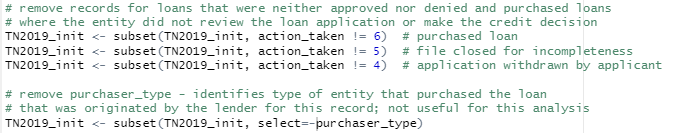 # remove records for loans that were neither approved nor denied and purchased loans
# where the entity did not review the loan application or make the credit decision
TN2019_init <- subset(TN2019_init, action_taken != 6)  # purchased loan
TN2019_init <- subset(TN2019_init, action_taken != 5)  # file closed for incompleteness
TN2019_init <- subset(TN2019_init, action_taken != 4)  # application withdrawn by applicant
# remove purchaser_type - identifies type of entity that purchased the loan
# that was originated by the lender for this record; not useful for this analysis
TN2019_init <- subset(TN2019_init, select=-purchaser_type)